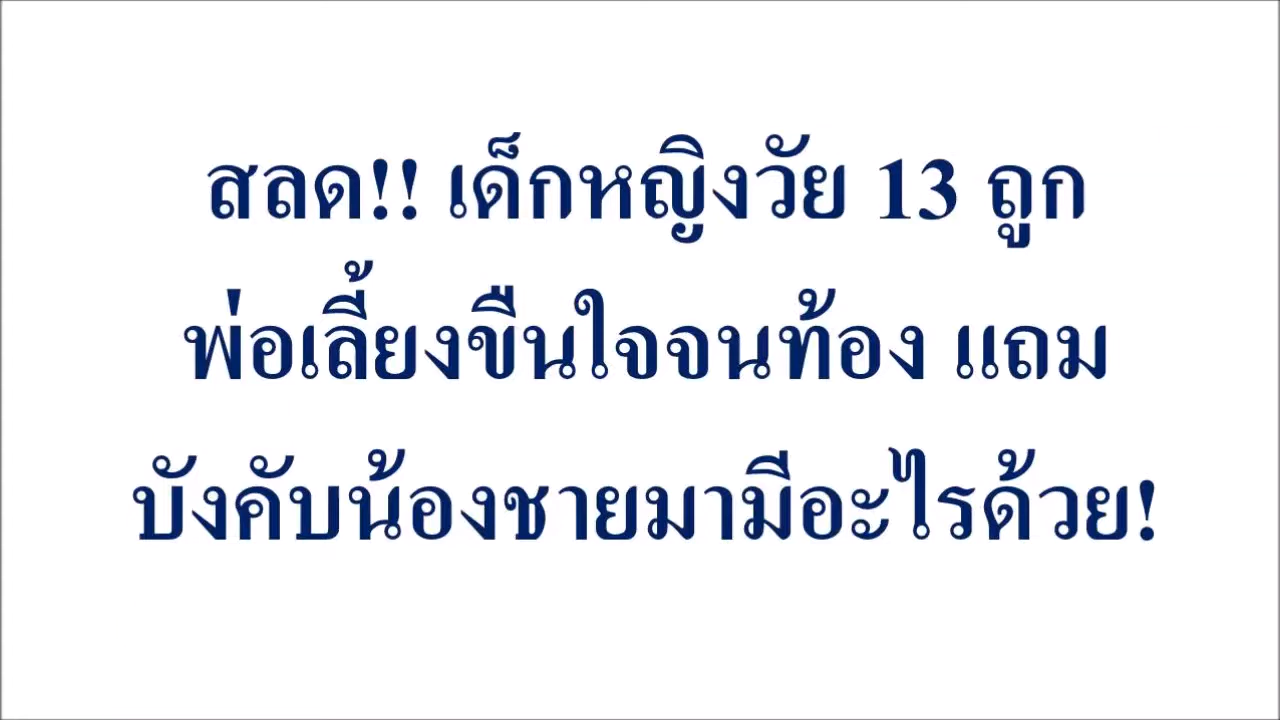 สลด!! เด็กหญิงวัย 13 ถูก
พ่อเลี้ยงขืนใจจนท้อง แถม
บังคับน้องชายมามีอะไรด้วย!